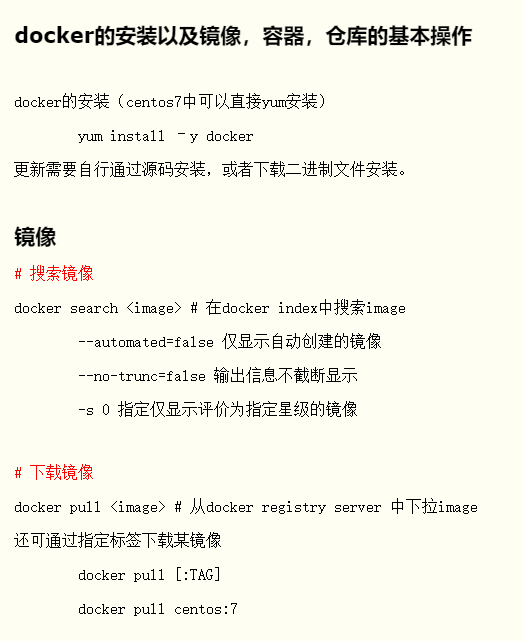 docker的安装以及镜像，容器，仓库的基本操作
docker的安装（centos7中可以直接yum安装）
yum install －y docker
更新需要自行通过源码安装，或者下载二进制文件安装。
镜像
# 搜索镜像
docker search <image> # 在docker index中搜索image
--automated=false 仅显示自动创建的镜像
--no-trunc=false 输出信息不截断显示
-s 0 指定仅显示评价为指定星级的镜像
# 下载镜像
docker pull <image> # 从docker registry server 中下拉image
还可通过指定标签下载某镜像
docker pull [:TAG]
docker pull centos:7